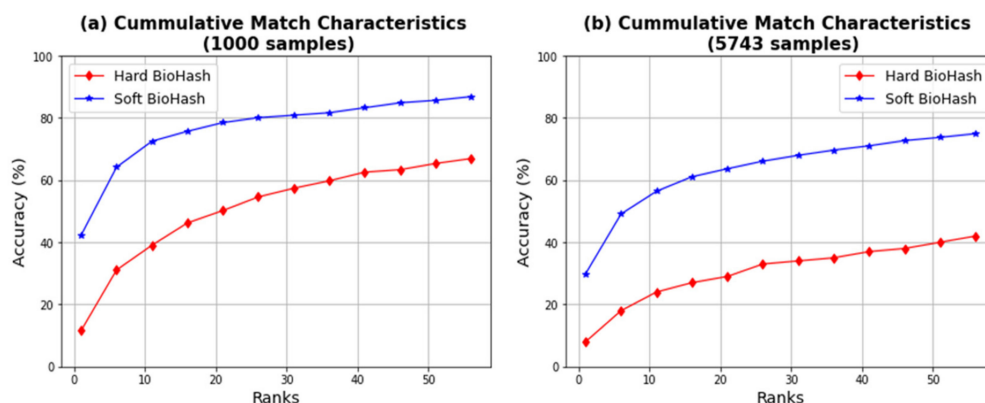 (a) Cummulative Match Characteristics
(1000 samples)
100
80
60
40
20
0
Accuracy (%)
Hard BioHash
Soft BioHash
0 10 20 30 40 50
Ranks
(b) Cummulative Match Characteristics
(5743 samples)
100
80
60
40
20
0
Accuracy (%)
Hard BioHash
Soft BioHash
0 10 20 30 40 50
Ranks